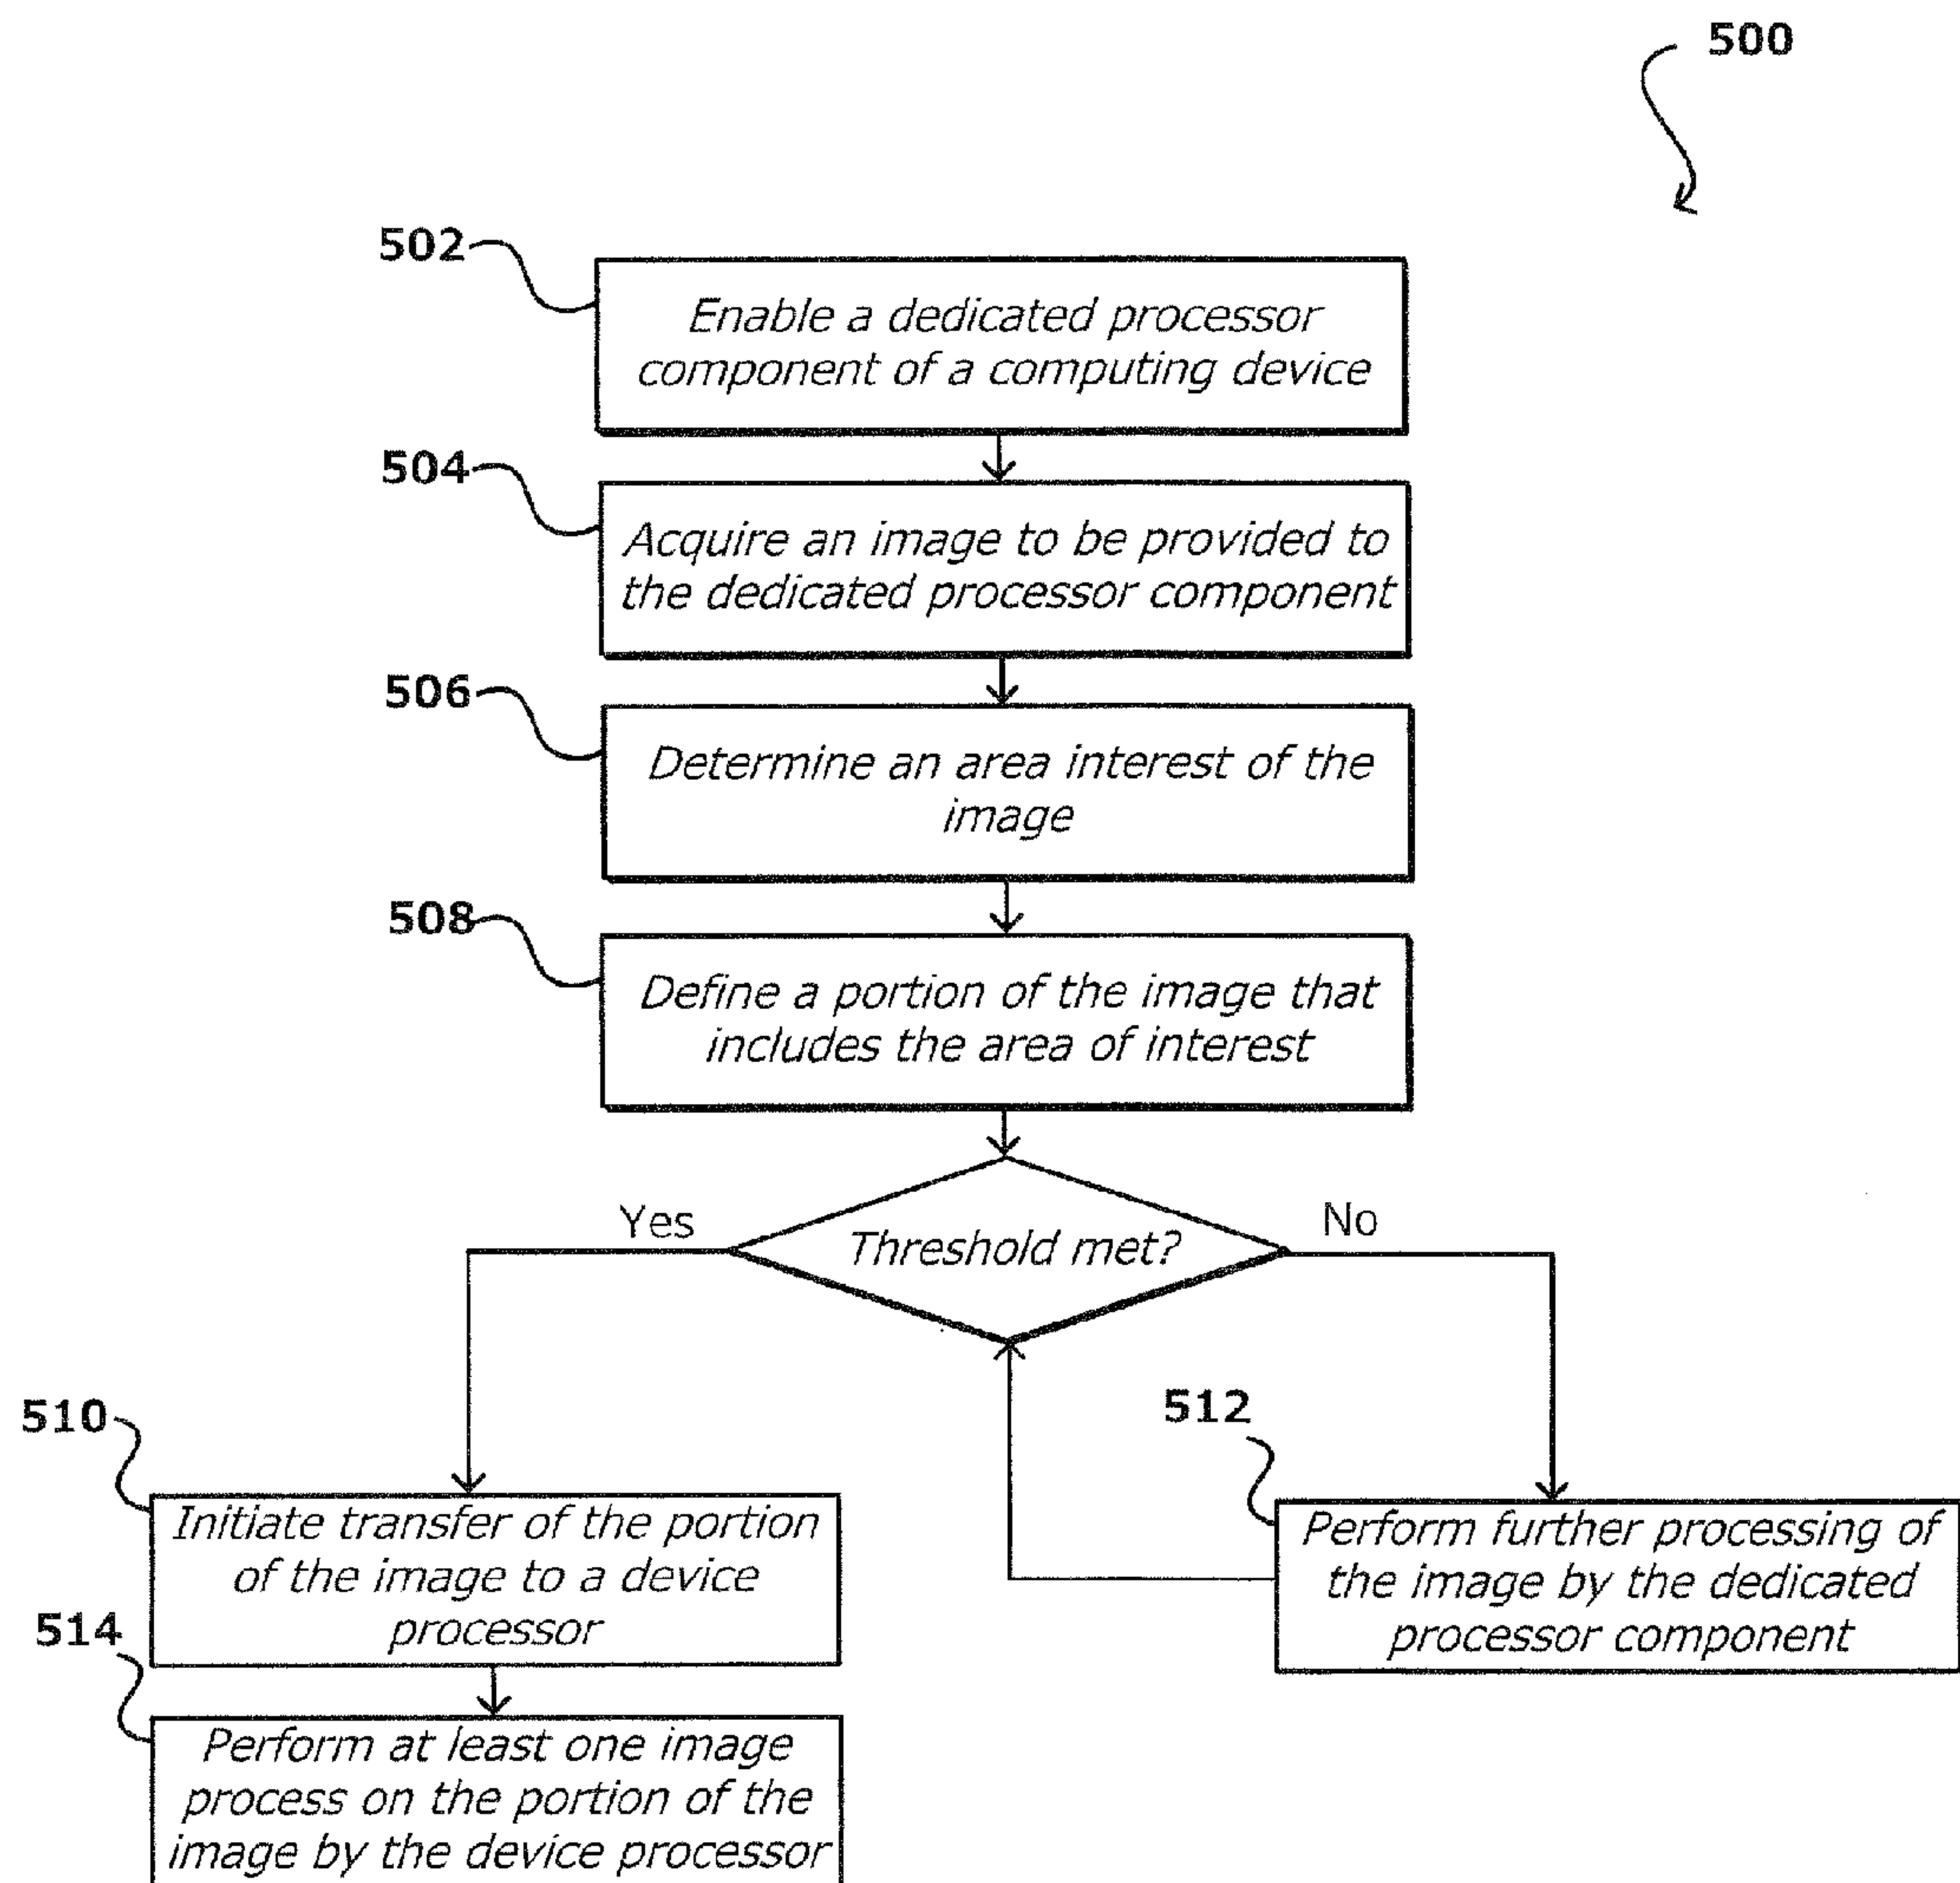 500
502
Enable a dedicated processor
component of a computing device
504
Acquire an image to be provided to
the dedicated processor component
506
Determine an area interest of the
image
508
Define a portion of the image that
includes the area of interest
Threshold met?
Yes
No
510
Initiate transfer of the portion
of the image to a device
processor
512
Perform further processing of
the image by the dedicated
processor component
514
Perform at least one image
process on the portion of the
image by the device processor